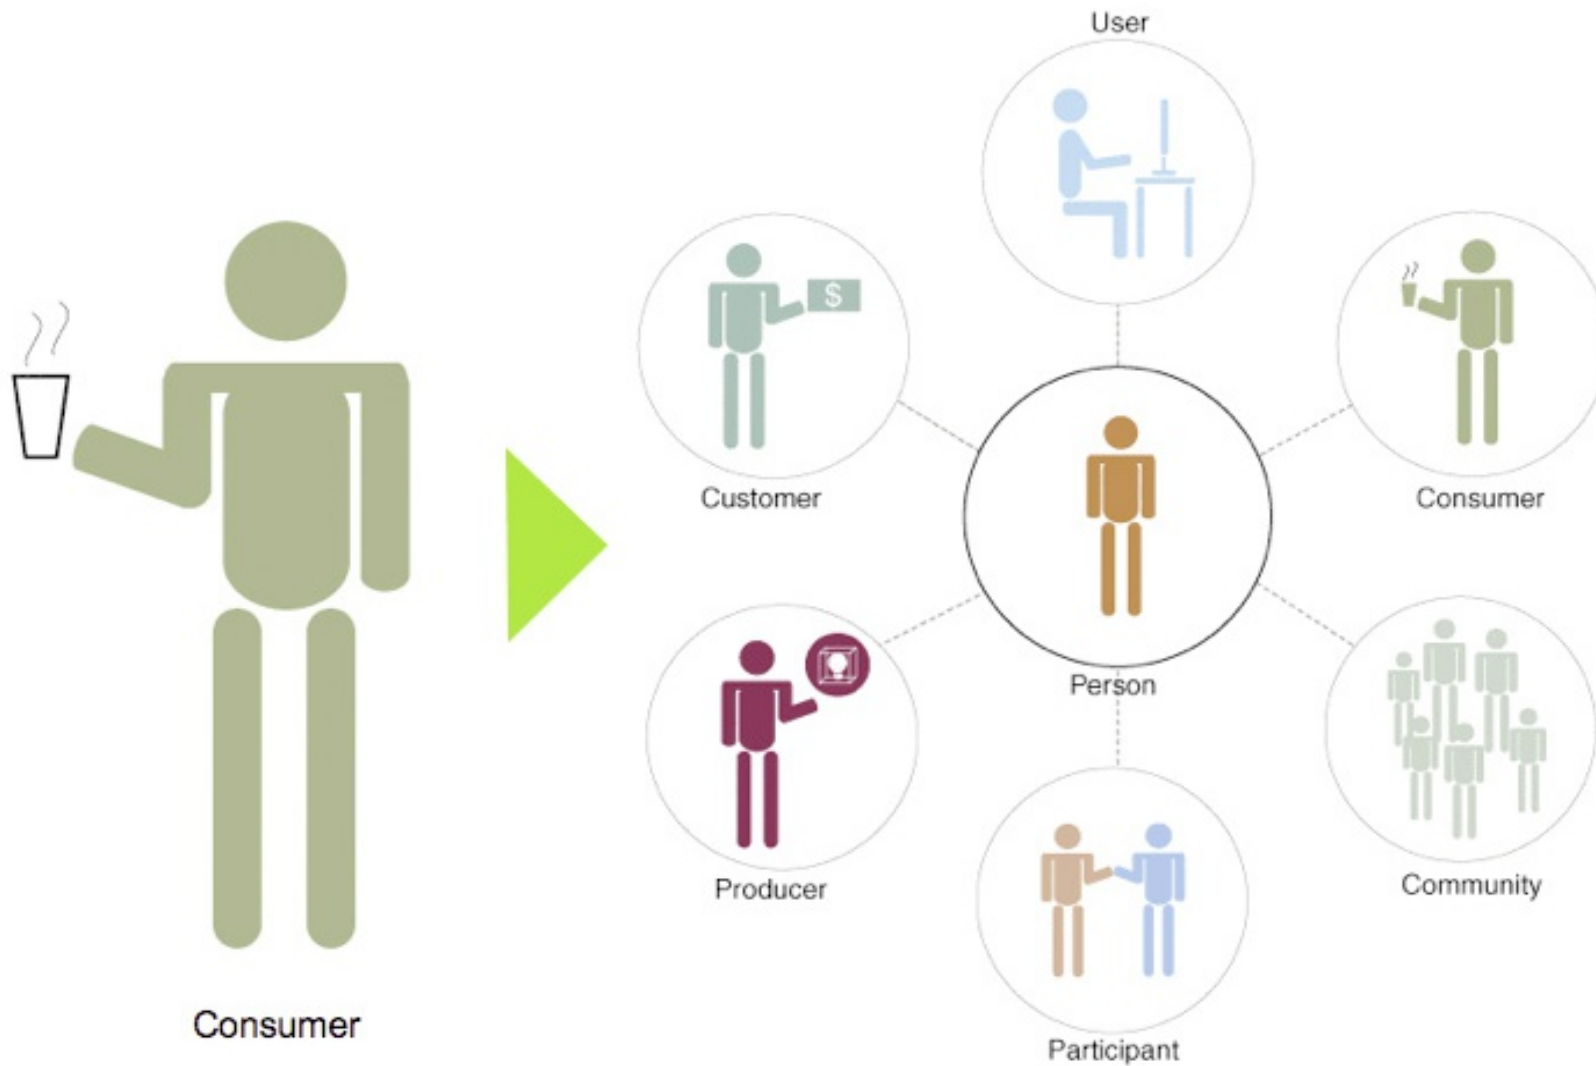 User
$
Customer
Consumer
Person
Producer
Community
Consumer
Participant